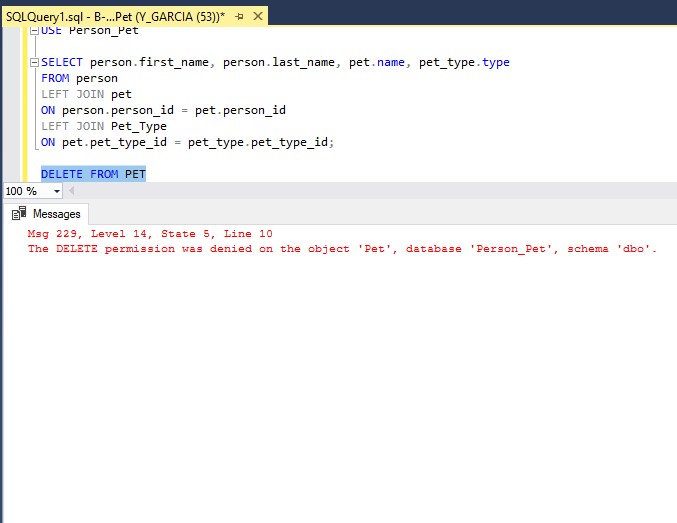 SQLQuery1.sql - B-...Pet (Y_GARCIA (53))*
USE Person_Pet
SELECT person.first_name, person.last_name, pet.name, pet_type.type
FROM person
LEFT JOIN pet
ON person.person_id = pet.person_id
LEFT JOIN Pet_Type
ON pet.pet_type_id = pet_type.pet_type_id;
DELETE FROM PET
100 %
Messages
Msg 229, Level 14, State 5, Line 10
The DELETE permission was denied on the object 'Pet', database 'Person_Pet', schema 'dbo'.